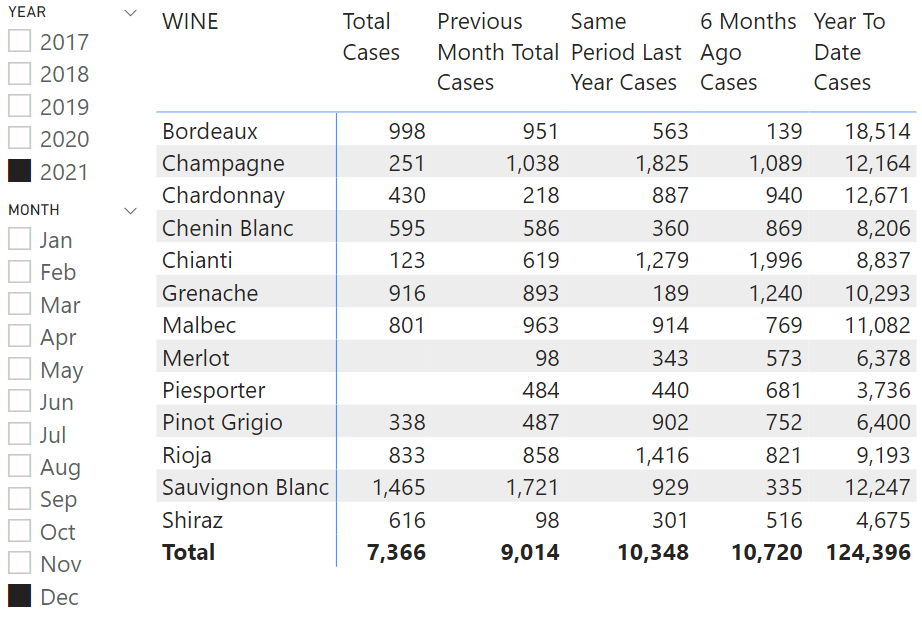 YEAR
2017
2018
2019
2020
2021
MONTH
Jan
Feb
Mar
Apr
May
Jun
Jul
Aug
Sep
Oct
Nov
Dec
WINE Total Previous Same 6 Months Year To
Cases Month Total Period Last Ago Date
Cases Year Cases Cases Cases
Bordeaux 998 951 563 139 18,514
Champagne 251 1,038 1,825 1,089 12,164
Chardonnay 430 218 887 940 12,671
Chenin Blanc 595 586 360 869 8,206
Chianti 123 619 1,279 1,996 8,837
Grenache 916 893 189 1,240 10,293
Malbec 801 963 914 769 11,082
Merlot 98 343 573 6,378
Piesporter 484 440 681 3,736
Pinot Grigio 338 487 902 752 6,400
Rioja 833 858 1,416 821 9,193
Sauvignon Blanc 1,465 1,721 929 335 12,247
Shiraz 616 98 301 516 4,675
Total 7,366 9,014 10,348 10,720 124,396